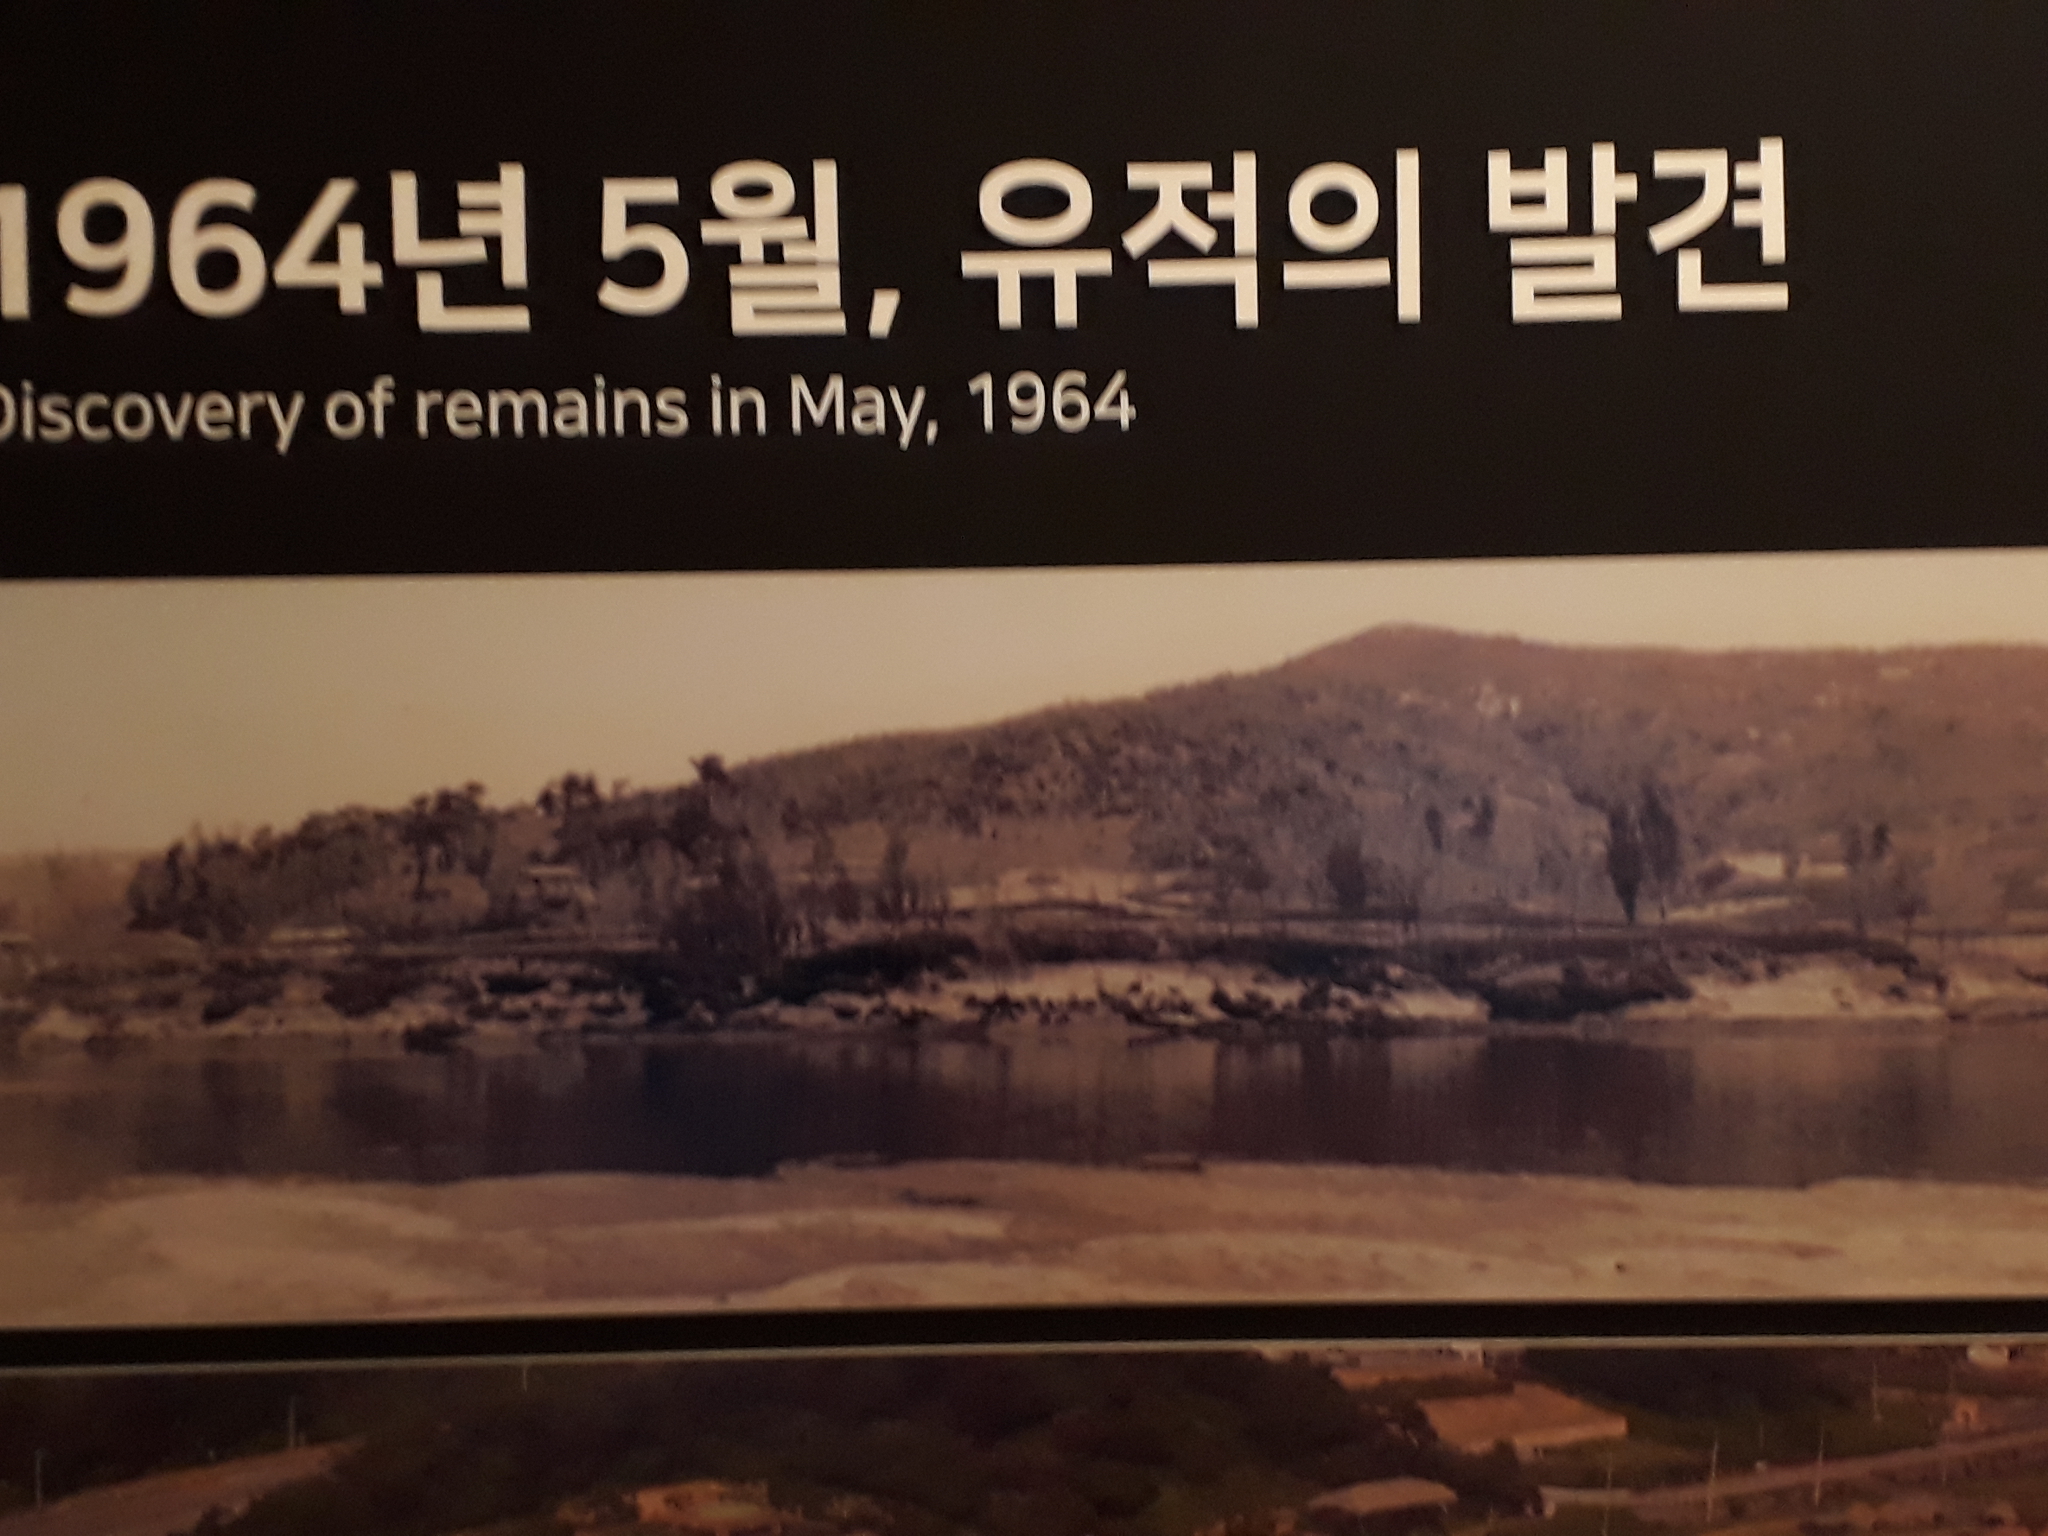 1964년 5월, 유적의 발견
Discovery of remains in May, 1964